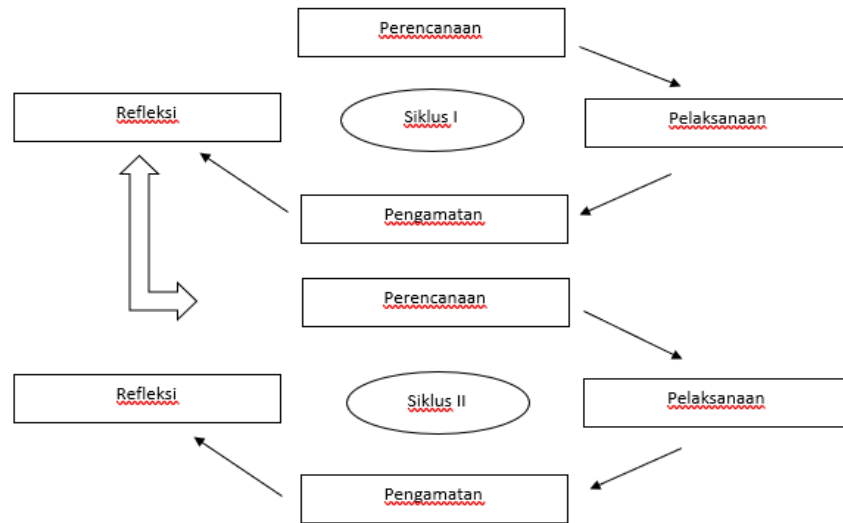 Perencanaan
Refleksi
Siklus I
Pelaksanaan
Pengamatan
Perencanaan
Refleksi
Siklus II
Pelaksanaan
Pengamatan